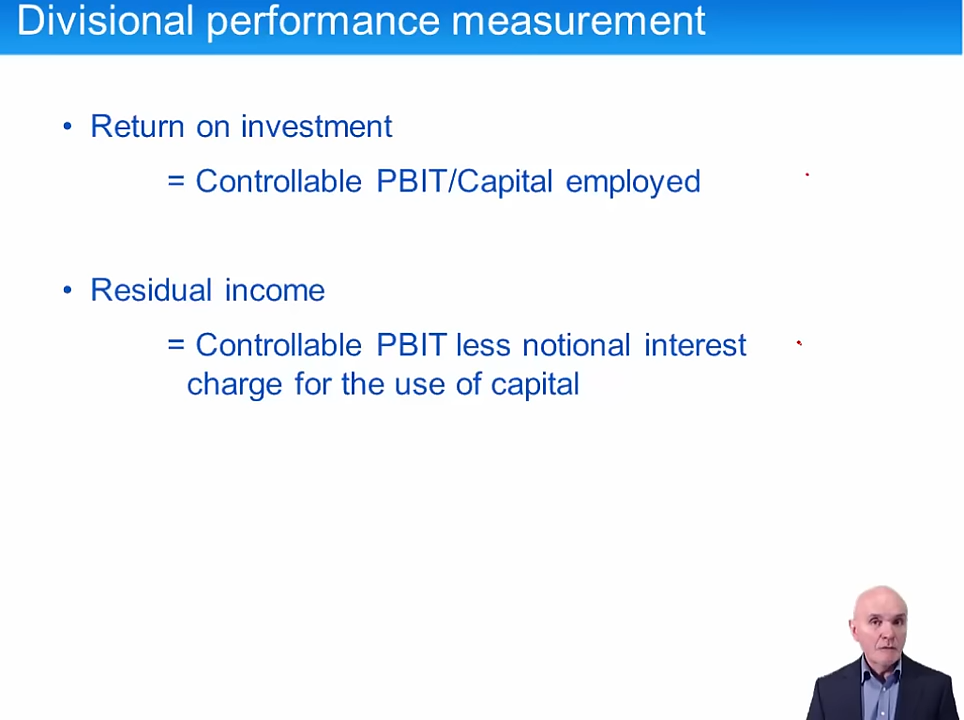 Divisional performance measurement
• Return on investment
= Controllable PBIT/Capital employed
• Residual income
= Controllable PBIT less notional interest
charge for the use of capital